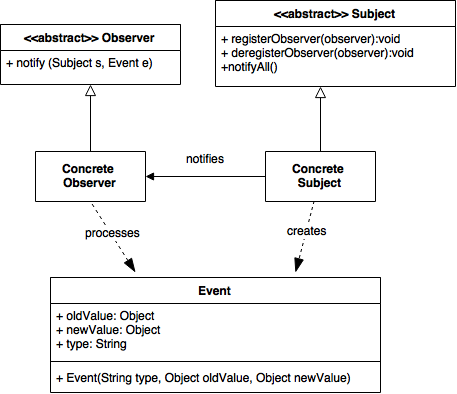 <<abstract>> Observer
+ notify (Subject s, Event e)
<<abstract>> Subject
+ registerObserver(observer):void
+ deregisterObserver(observer):void
+notifyAll()
Concrete
Observer
notifies
Concrete
Subject
processes
creates
Event
+ oldValue: Object
+ newValue: Object
+ type: String
+ Event(String type, Object oldValue, Object newValue)